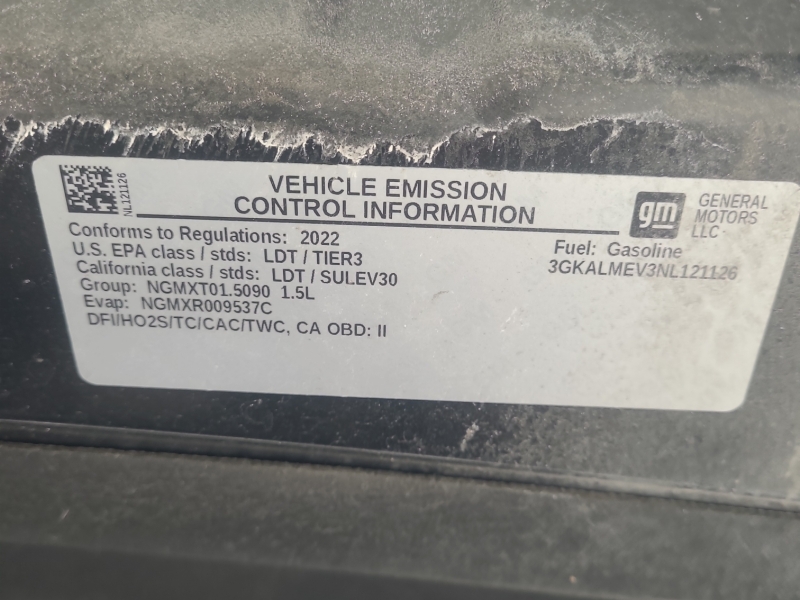 NL121126
VEHICLE EMISSION
CONTROL INFORMATION
gm
GENERAL
MOTORS
LLC
Conforms to Regulations: 2022
U.S. EPA class / stds: LDT / TIER3
California class / stds: LDT / SULEV30
Group: NGMXT01.5090 1.5L
Evap: NGMXR009537C
DFI/HO2S/TC/CAC/TWC, CA OBD: II
Fuel: Gasoline
3GKALMEV3NL121126